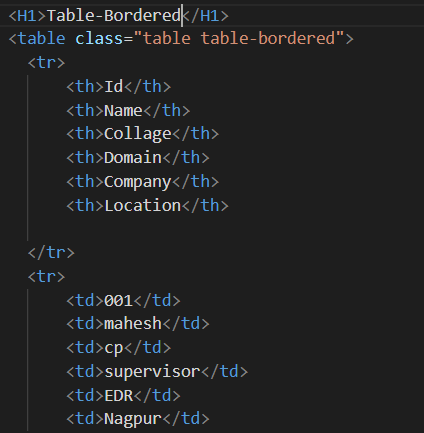 <H1>Table-Bordered</H1>
<table class="table table-bordered">
<tr>
<th>Id</th>
<th>Name</th>
<th>Collage</th>
<th>Domain</th>
<th>Company</th>
<th>Location</th>
</tr>
<tr>
<td>001</td>
<td>mahesh</td>
<td>cp</td>
<td>supervisor</td>
<td>EDR</td>
<td>Nagpur</td>